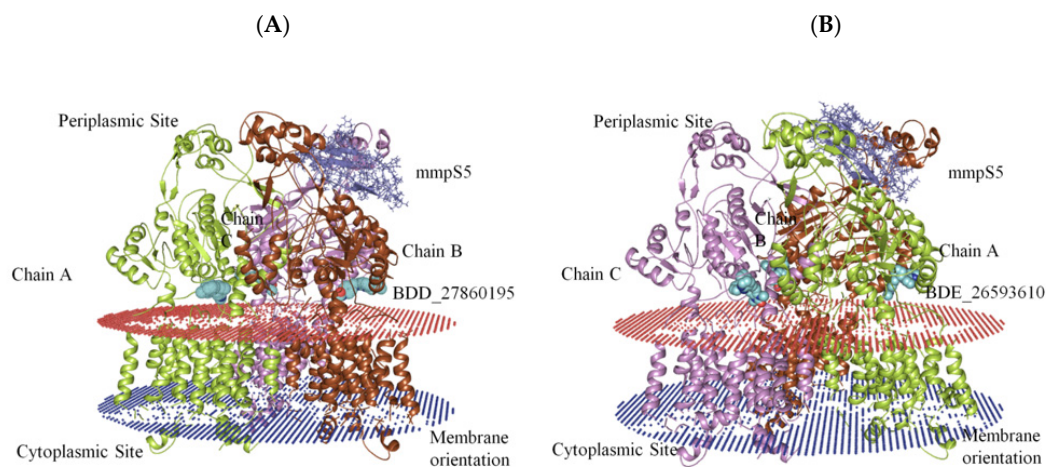 (A)
Periplasmic Site
mmpS5
Chain
C
Chain A
Chain B
BDD_27860195
Cytoplasmic Site
Membrane
orientation
(B)
Periplasmic Site
mmpS5
Chain
B
Chain C
Chain A
BDE_26593610
Cytoplasmic Site
Membrane
orientation